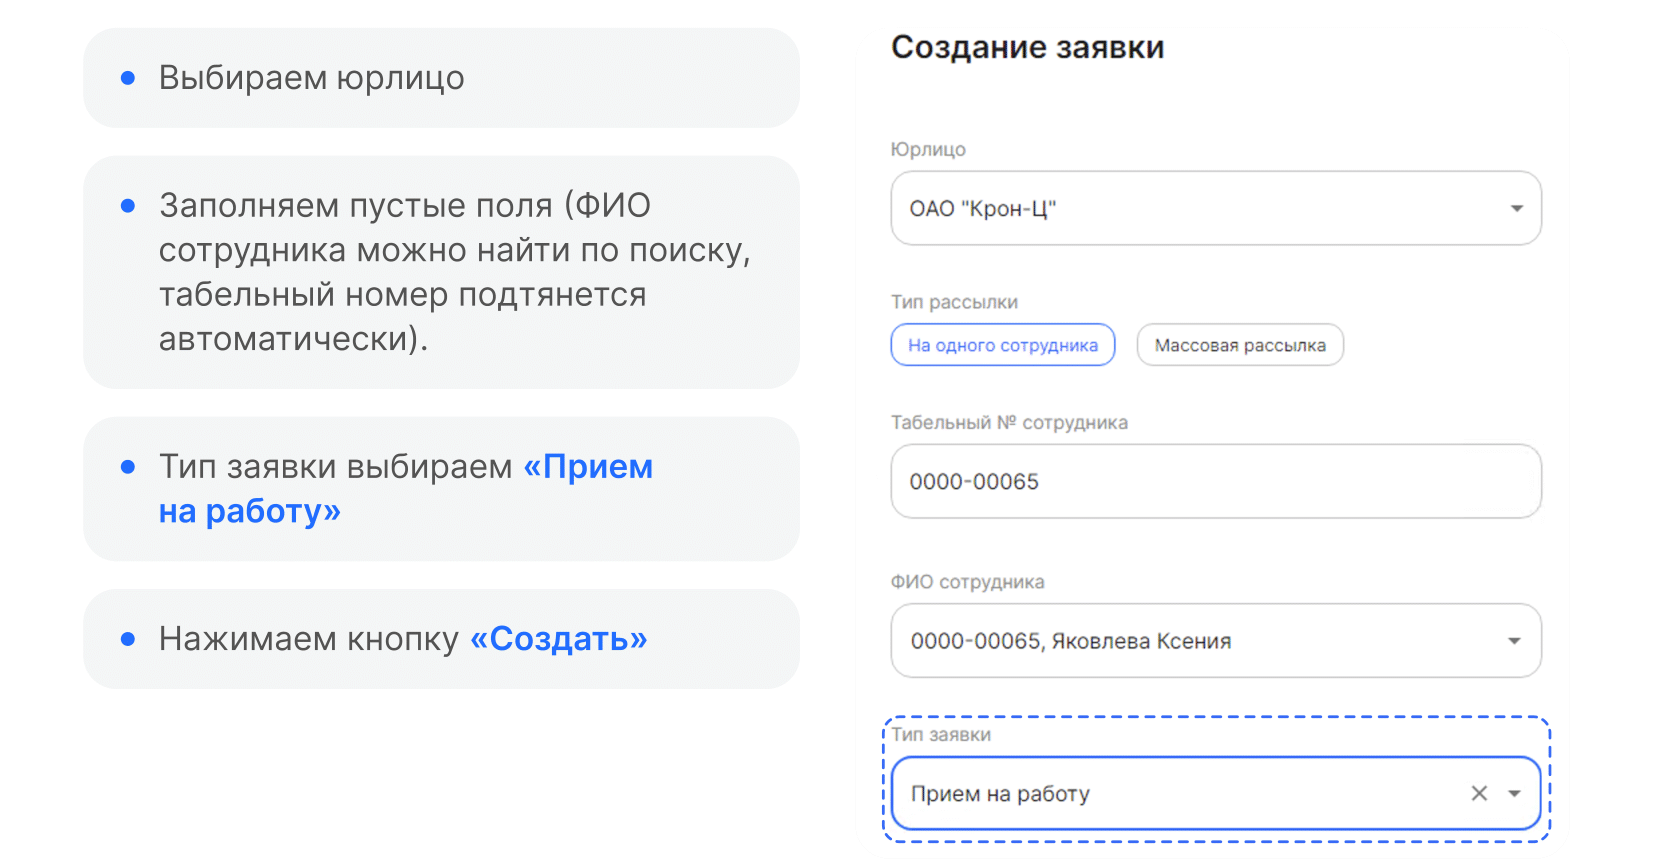 Выбираем юрлицо
Заполняем пустые поля (ФИО
сотрудника можно найти по поиску,
табельный номер подтянется
автоматически).
Тип заявки выбираем «Прием
на работу»
Нажимаем кнопку «Создать»
Создание заявки
Юрлицо
ОАО "Крон-Ц"
Тип рассылки
На одного сотрудника Массовая рассылка
Табельный № сотрудника
0000-00065
ФИО сотрудника
0000-00065, Яковлева Ксения
Тип заявки
Прием на работу